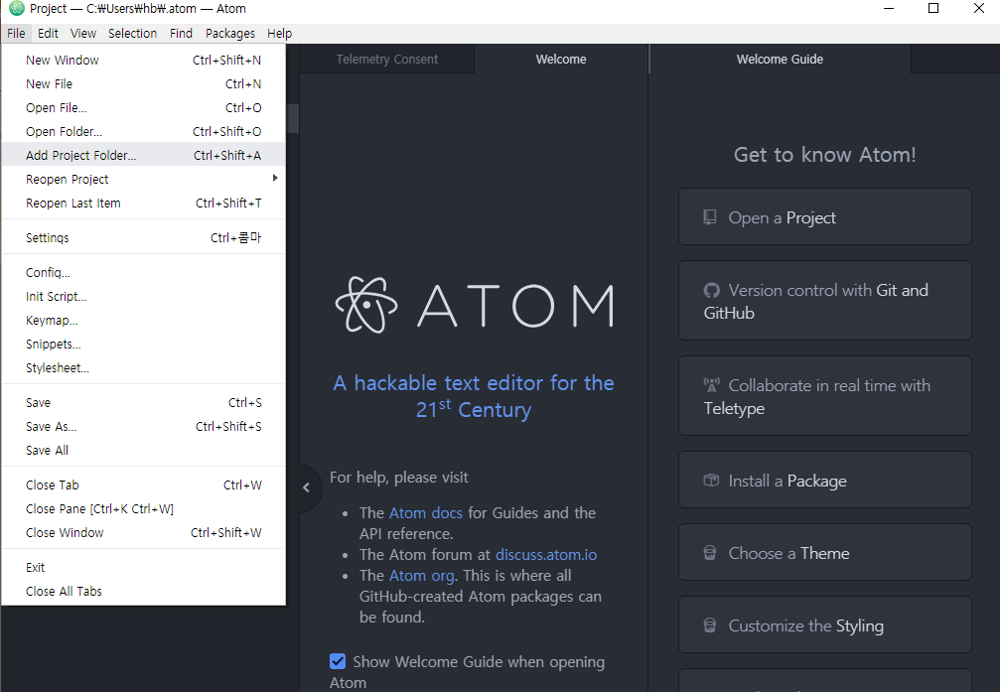 Project — C:₩Users₩hb₩.atom — Atom
File Edit View Selection Find Packages Help
New Window Ctrl+Shift+N
New File Ctrl+N
Open File... Ctrl+O
Open Folder... Ctrl+Shift+O
Add Project Folder... Ctrl+Shift+A
Reopen Project
Reopen Last Item Ctrl+Shift+T
Settings Ctrl+콤마
Config...
Init Script...
Keymap...
Snippets...
Stylesheet...
Save Ctrl+S
Save As... Ctrl+Shift+S
Save All
Close Tab Ctrl+W
Close Pane [Ctrl+K Ctrl+W]
Close Window Ctrl+Shift+W
Exit
Close All Tabs
Telemetry Consent
Welcome
ATOM
A hackable text editor for the
21st Century
For help, please visit
• The Atom docs for Guides and the
API reference.
• The Atom forum at discuss.atom.io
• The Atom org. This is where all
GitHub-created Atom packages can
be found.
Show Welcome Guide when opening
Atom
Welcome Guide
Get to know Atom!
Open a Project
Version control with Git and
GitHub
Collaborate in real time with
Teletype
Install a Package
Choose a Theme
Customize the Styling